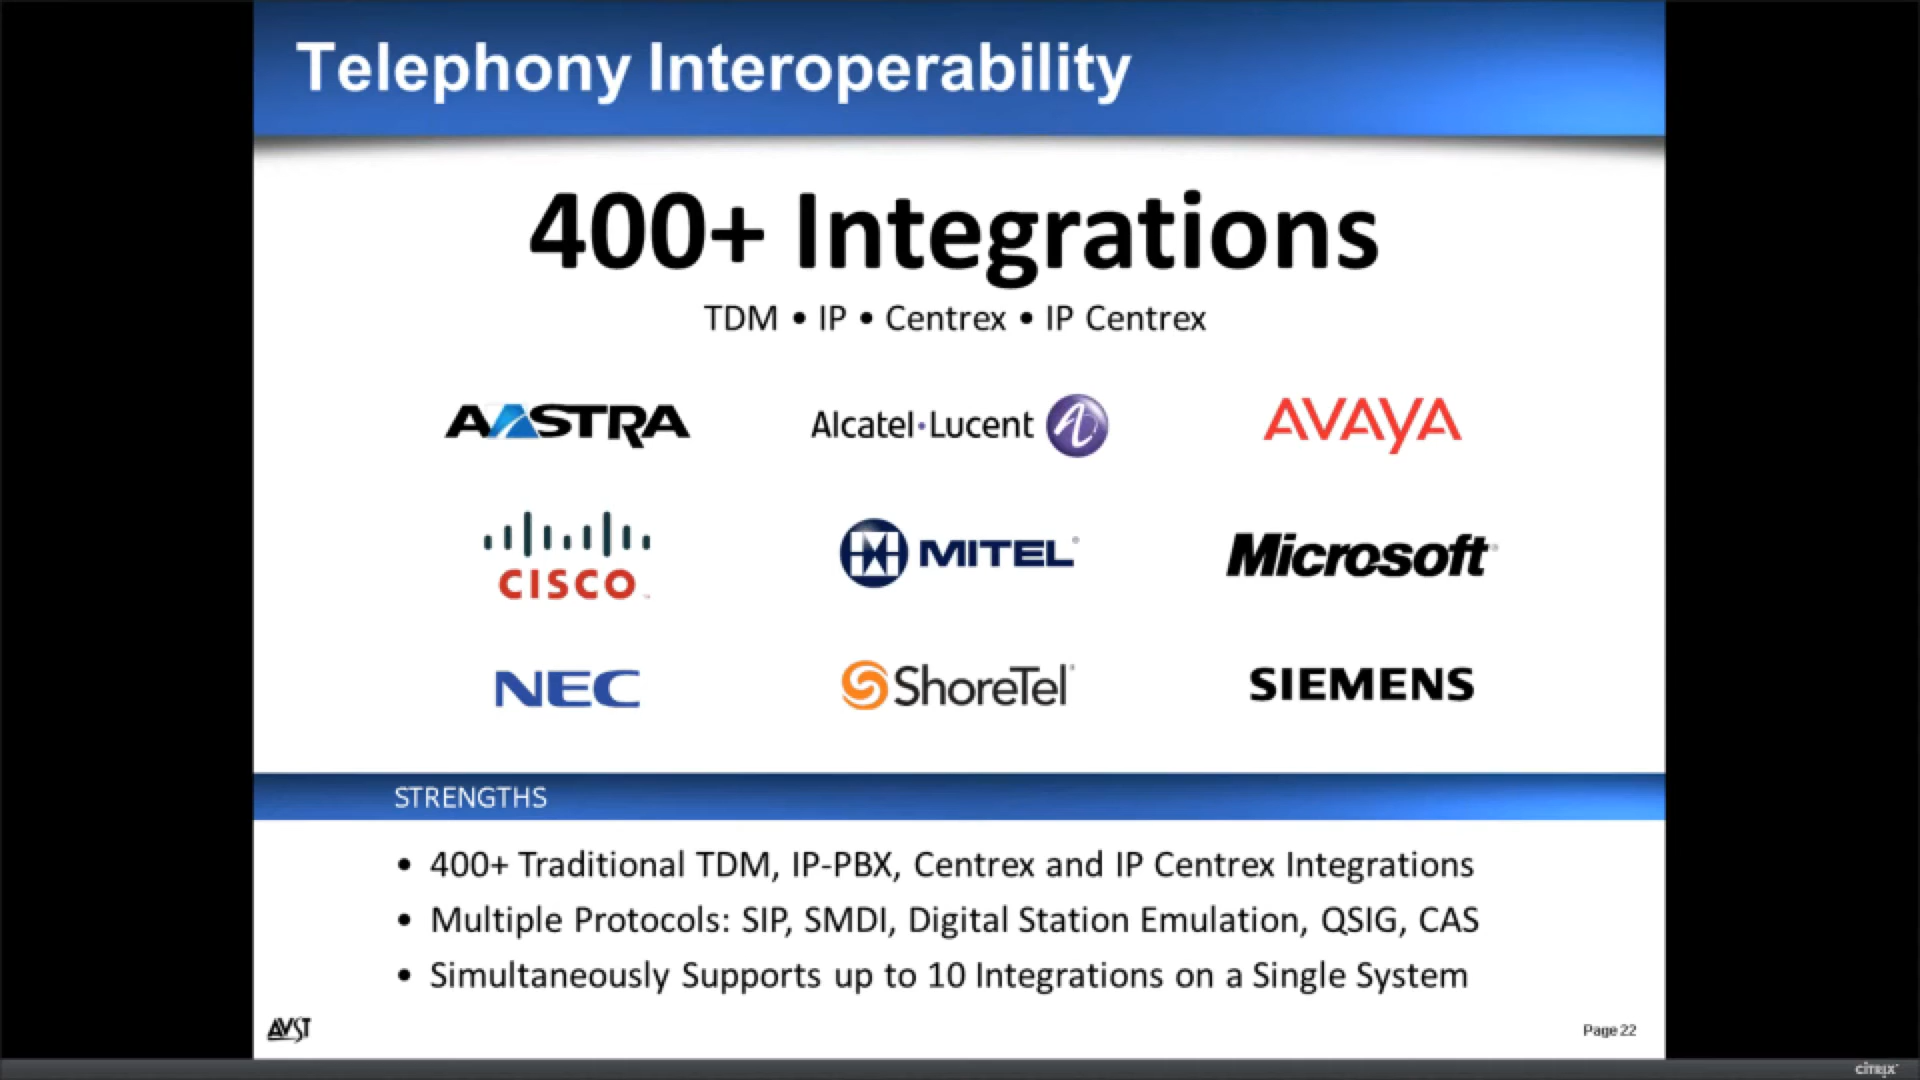 Telephony Interoperability
400+ Integrations
TDM • IP • Centrex • IP Centrex
AASTRA
Alcatel·Lucent
AVAYA
CISCO
MITEL
Microsoft
NEC
ShoreTel
SIEMENS
STRENGTHS
• 400+ Traditional TDM, IP-PBX, Centrex and IP Centrex Integrations
• Multiple Protocols: SIP, SMDI, Digital Station Emulation, QSIG, CAS
• Simultaneously Supports up to 10 Integrations on a Single System
AVST
Page 22
CITRIX